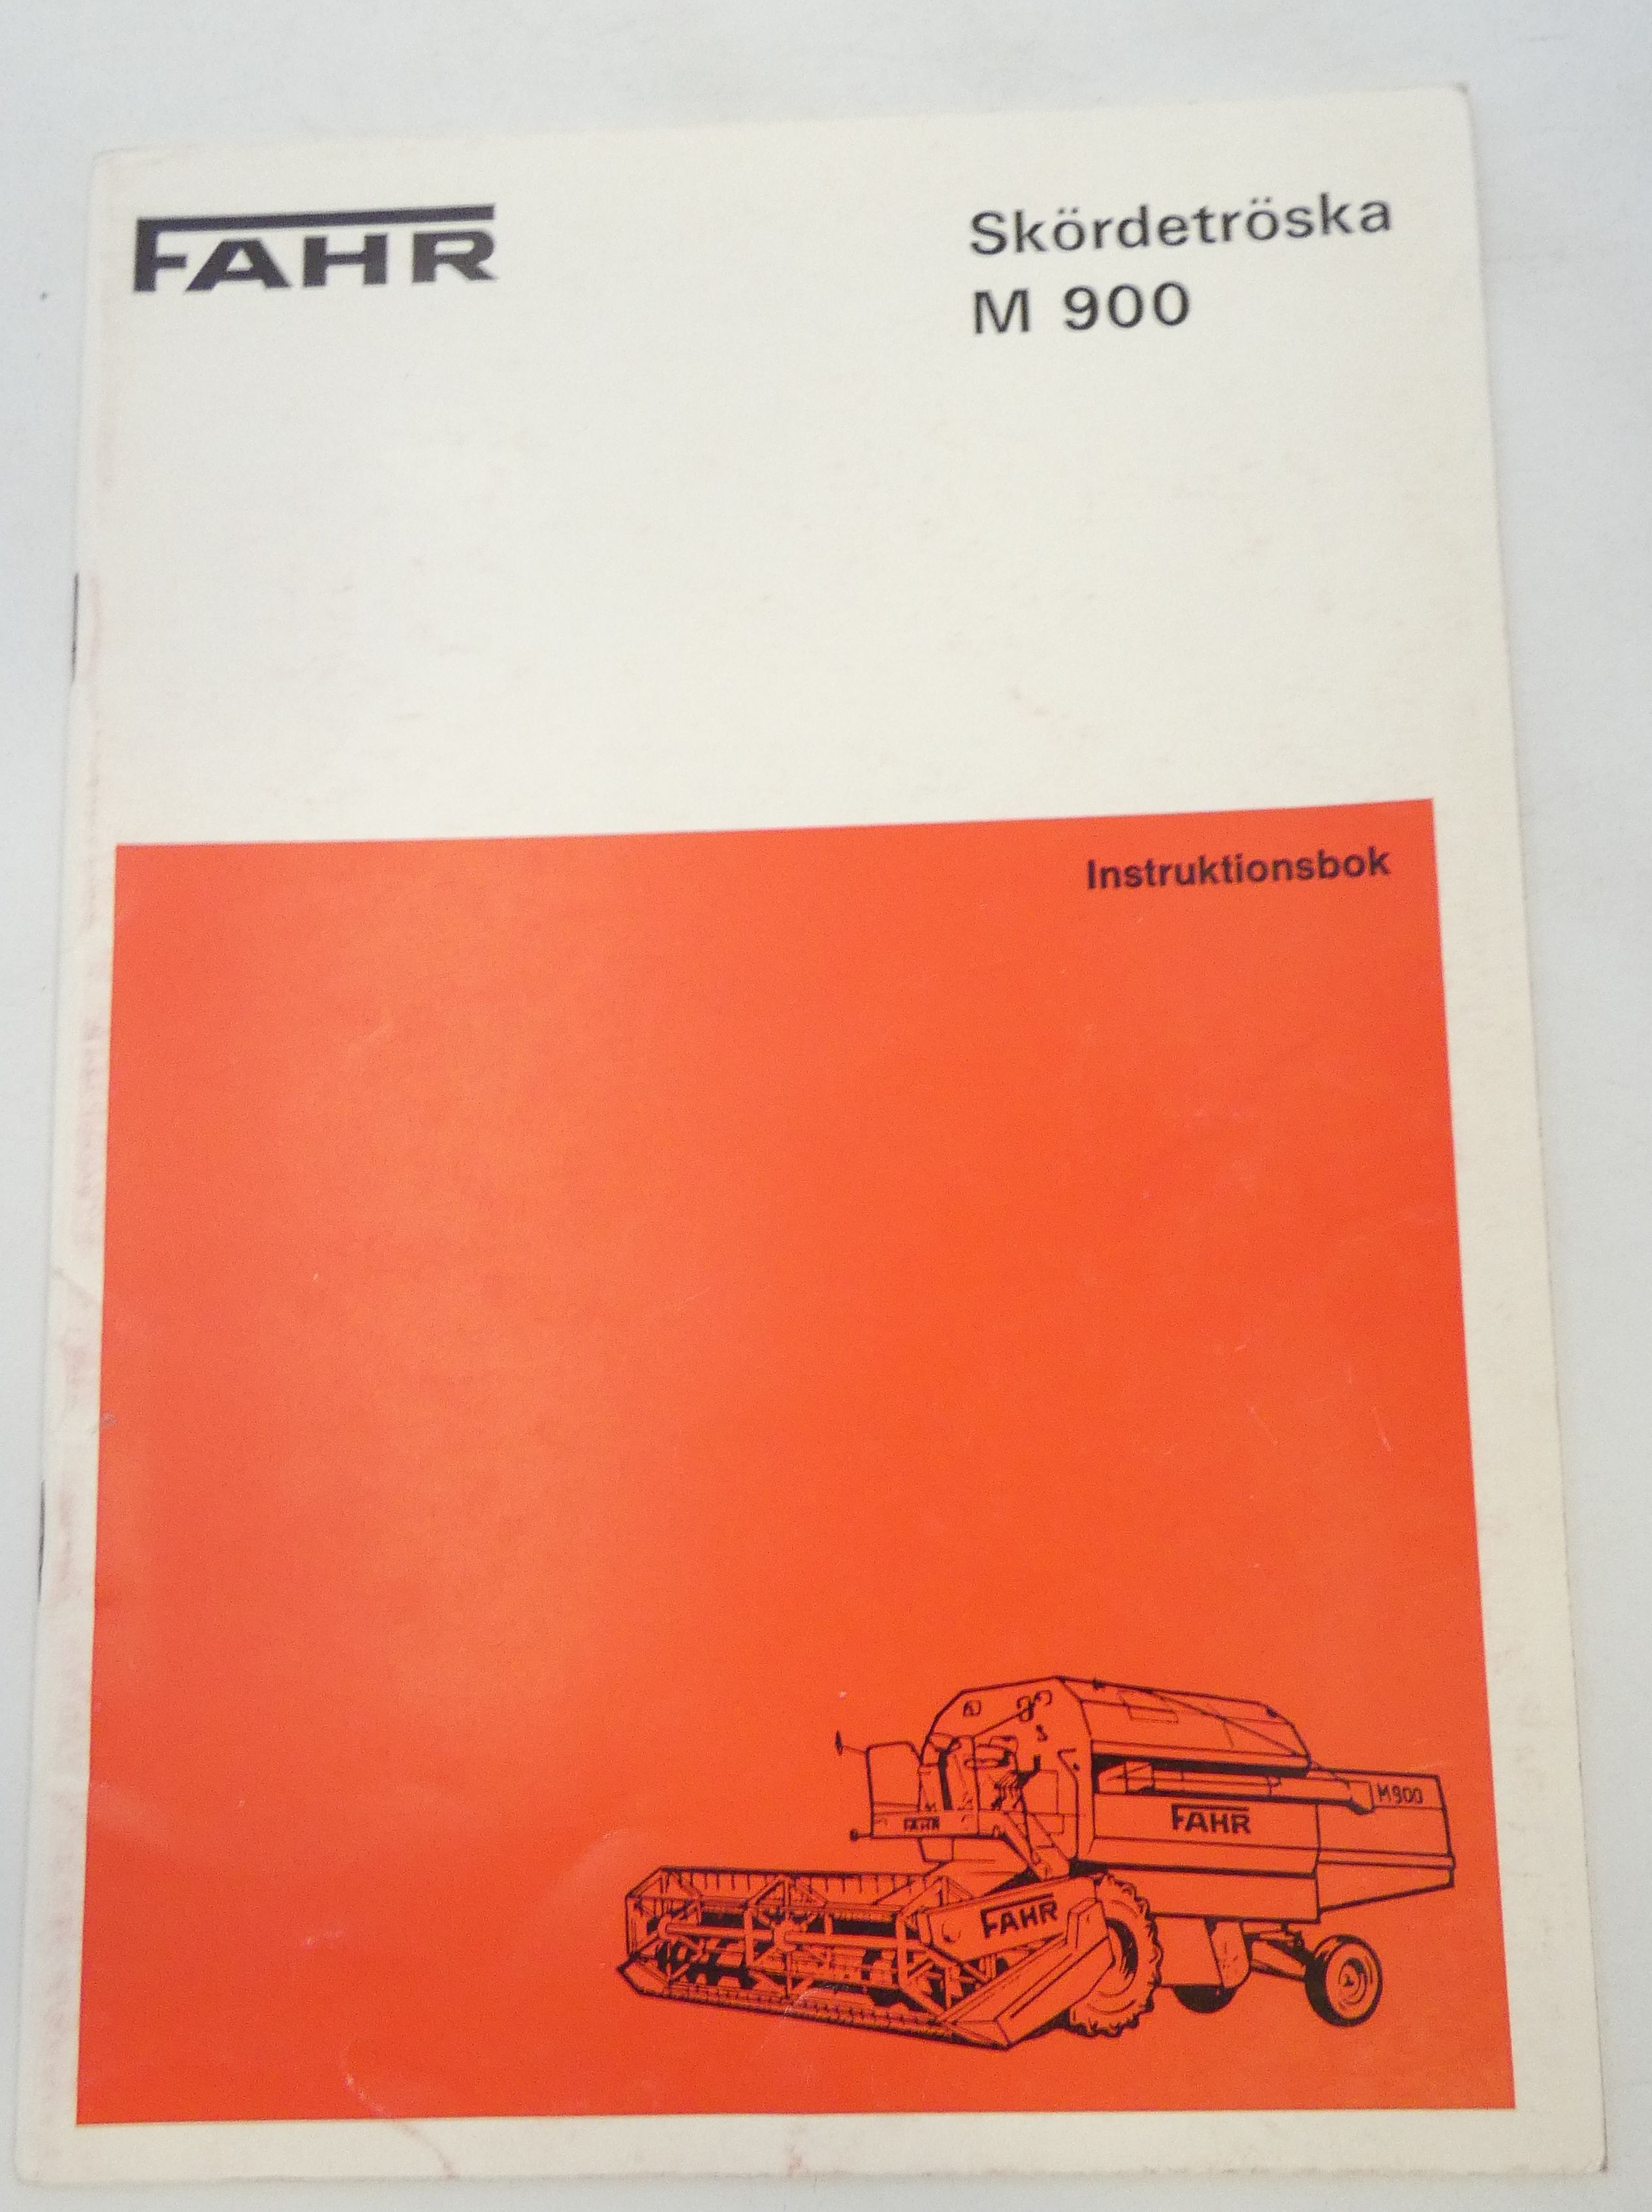 FAHR
Skördetröska
M 900
Instruktionsbok
M900
FAHR
FAHR
FAHR